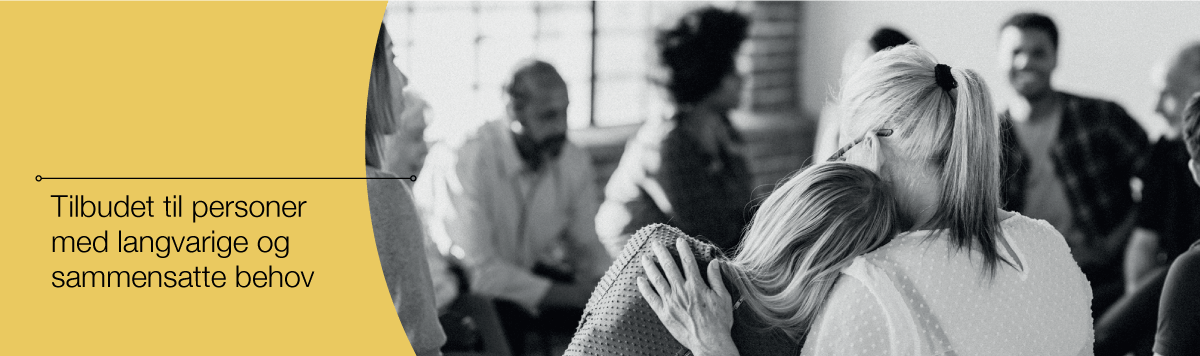 Tilbudet til personer
med langvarige og
sammensatte behov